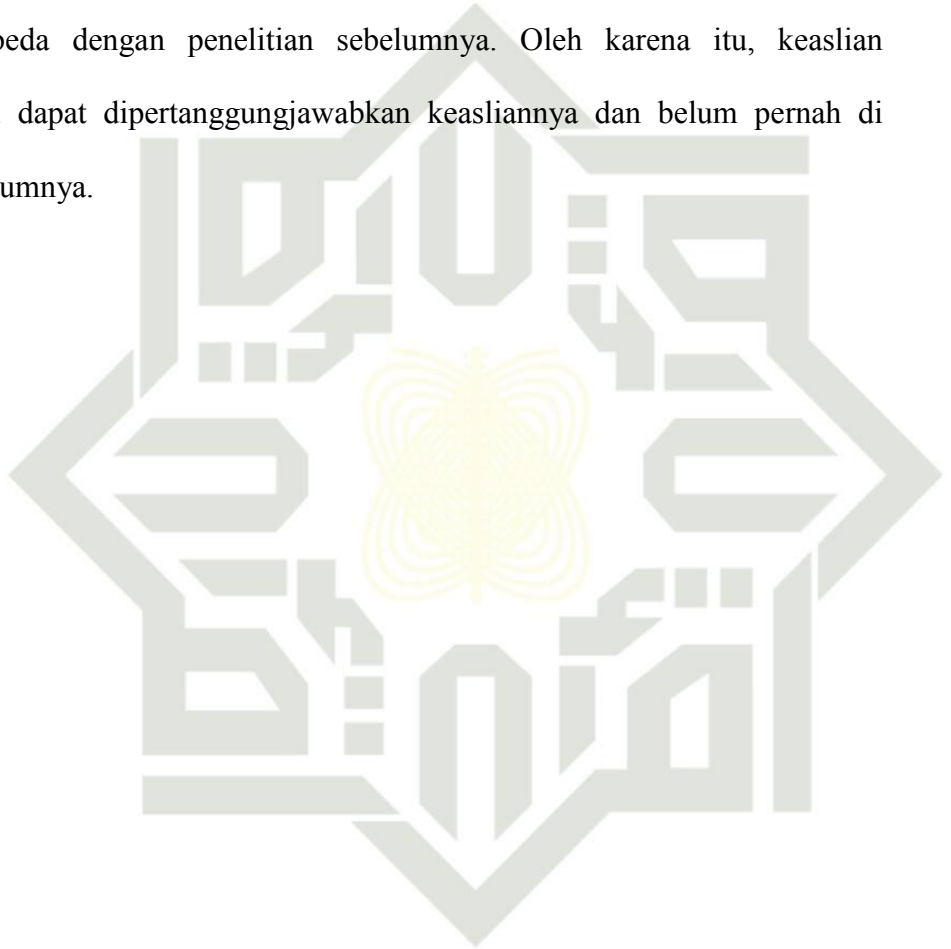 beda dengan penelitian sebelumnya. Oleh karena itu, keaslian
dapat dipertanggungjawabkan keasliannya dan belum pernah di
umnya.